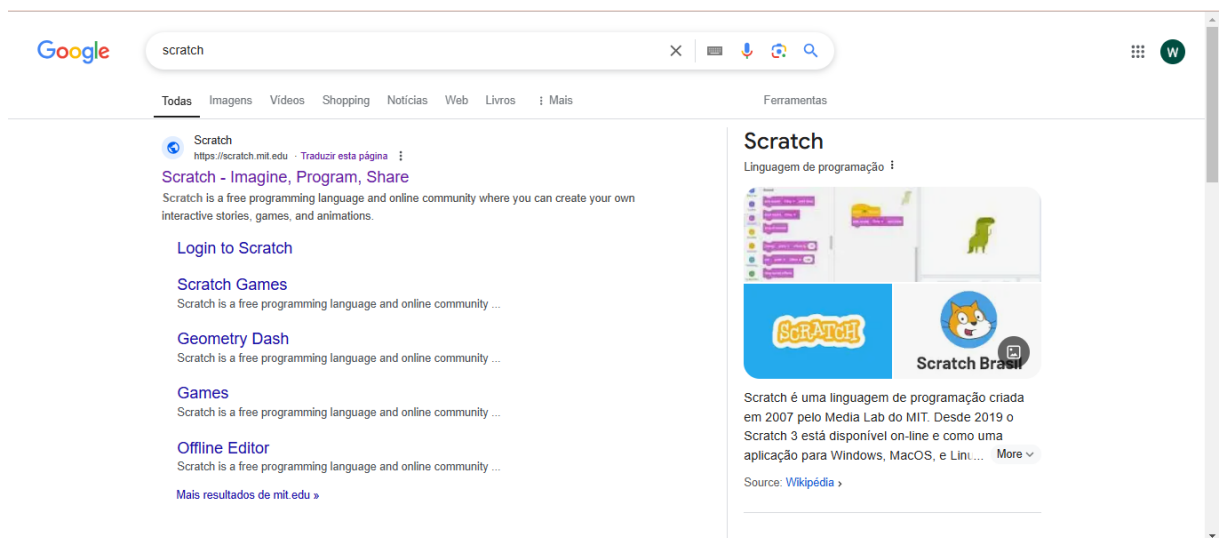 Google
scratch
W
Todas Imagens Vídeos Shopping Notícias Web Livros Mais Ferramentas
Scratch
https://scratch.mit.edu · Traduzir esta página
Scratch - Imagine, Program, Share
Scratch is a free programming language and online community where you can create your own
interactive stories, games, and animations.
Login to Scratch
Scratch Games
Scratch is a free programming language and online community ...
Geometry Dash
Scratch is a free programming language and online community ...
Games
Scratch is a free programming language and online community ...
Offline Editor
Scratch is a free programming language and online community ...
Mais resultados de mit.edu »
Scratch
Linguagem de programação
SCRATCH
Scratch Brasil
Scratch é uma linguagem de programação criada
em 2007 pelo Media Lab do MIT. Desde 2019 o
Scratch 3 está disponível on-line e como uma
aplicação para Windows, MacOS, e Linu... More
Source: Wikipédia ›